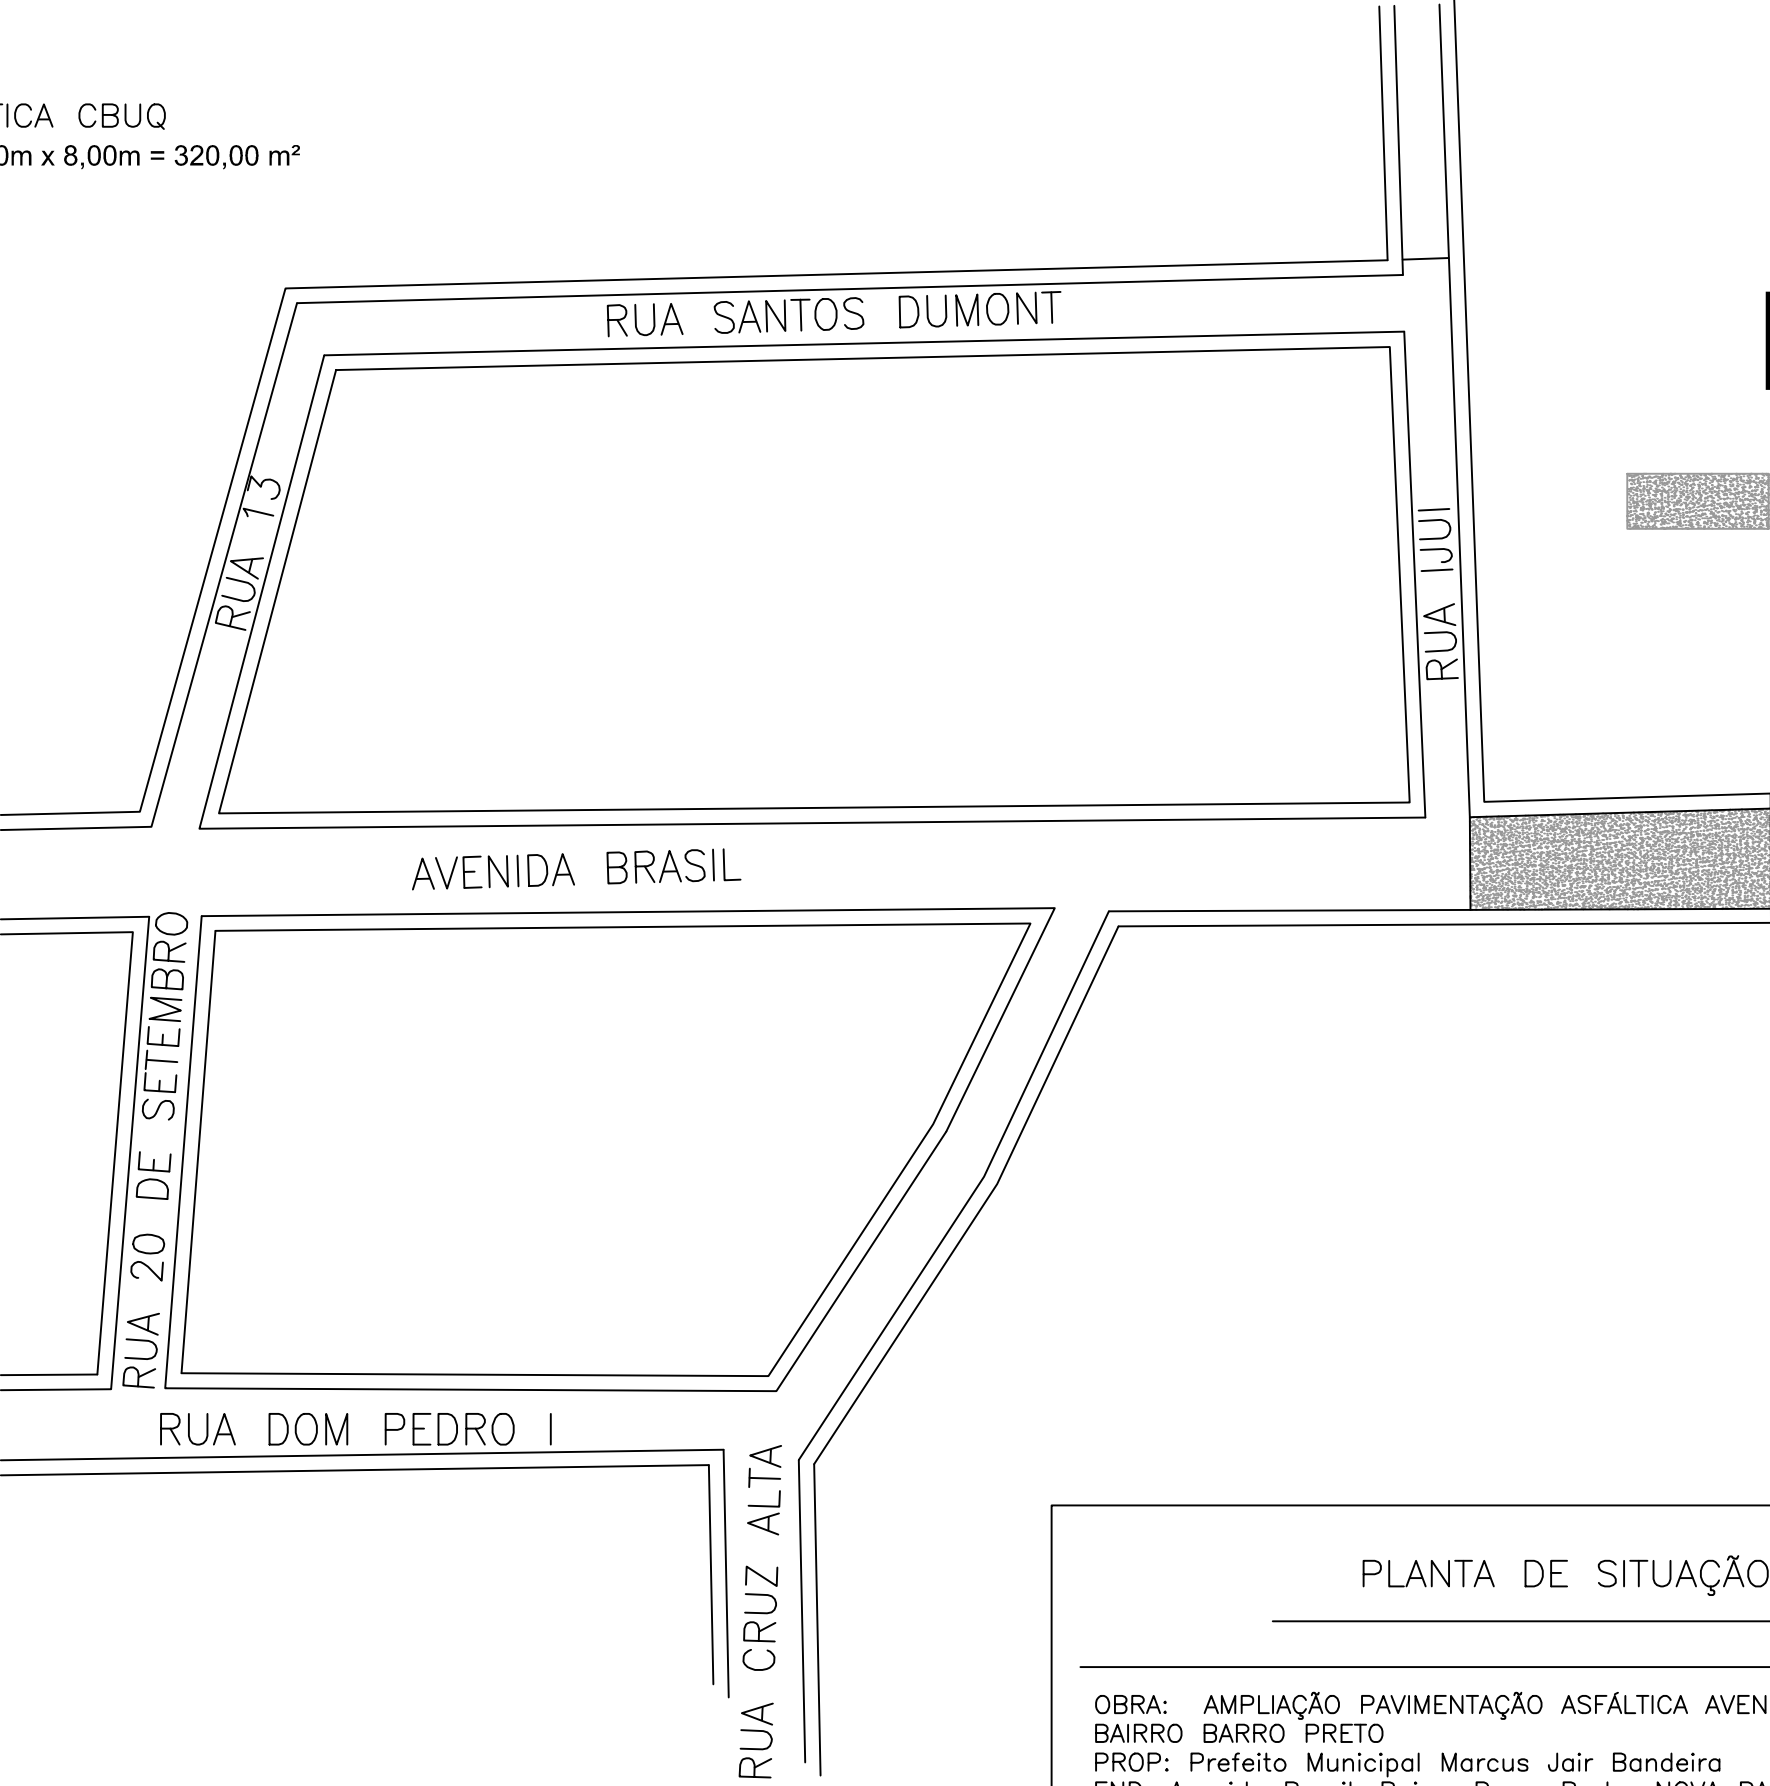 TICA CBUQ
0m x 8,00m = 320,00 m²
RUA SANTOS DUMONT
RUA 13
RUA IJUI
AVENIDA BRASIL
RUA 20 DE SETEMBRO
RUA DOM PEDRO I
RUA CRUZ ALTA
PLANTA DE SITUAÇÃO
OBRA: AMPLIAÇÃO PAVIMENTAÇÃO ASFÁLTICA AVEN
BAIRRO BARRO PRETO
PROP: Prefeito Municipal Marcus Jair Bandeira